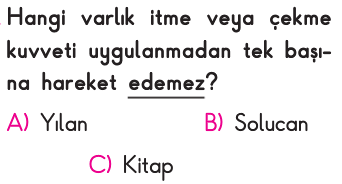 Hangi varlık itme veya çekme
kuvveti uygulanmadan tek başı-
na hareket edemez?
A) Yılan B) Solucan
C) Kitap